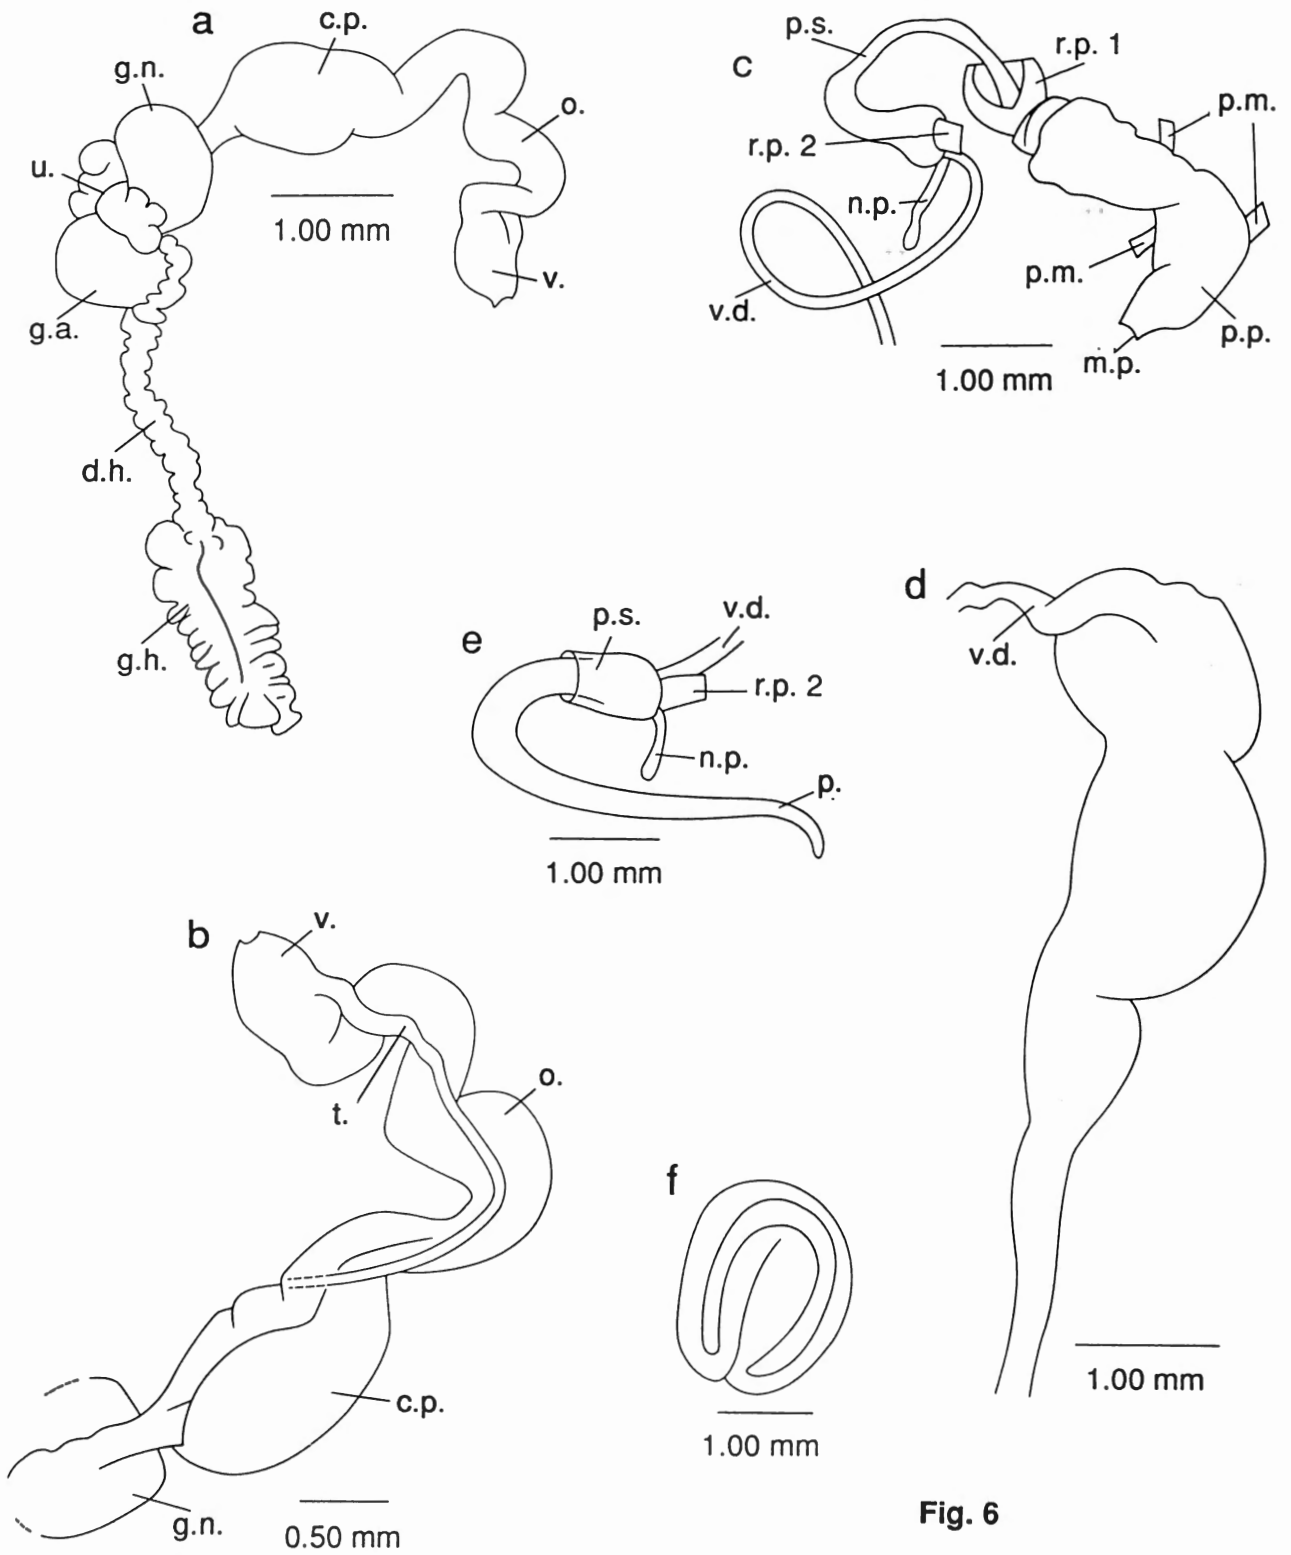 a
c.p.
g.n.
o.
u.
1.00 mm
v.
g.a.
d.h.
g.h.
c
p.s.
r.p. 1
p.m.
r.p. 2
n.p.
p.m.
v.d.
p.p.
m.p.
1.00 mm
d
v.d.
1.00 mm
e
p.s.
v.d.
r.p. 2
n.p.
p.
1.00 mm
b
v.
o.
t.
c.p.
g.n.
0.50 mm
f
1.00 mm
Fig. 6